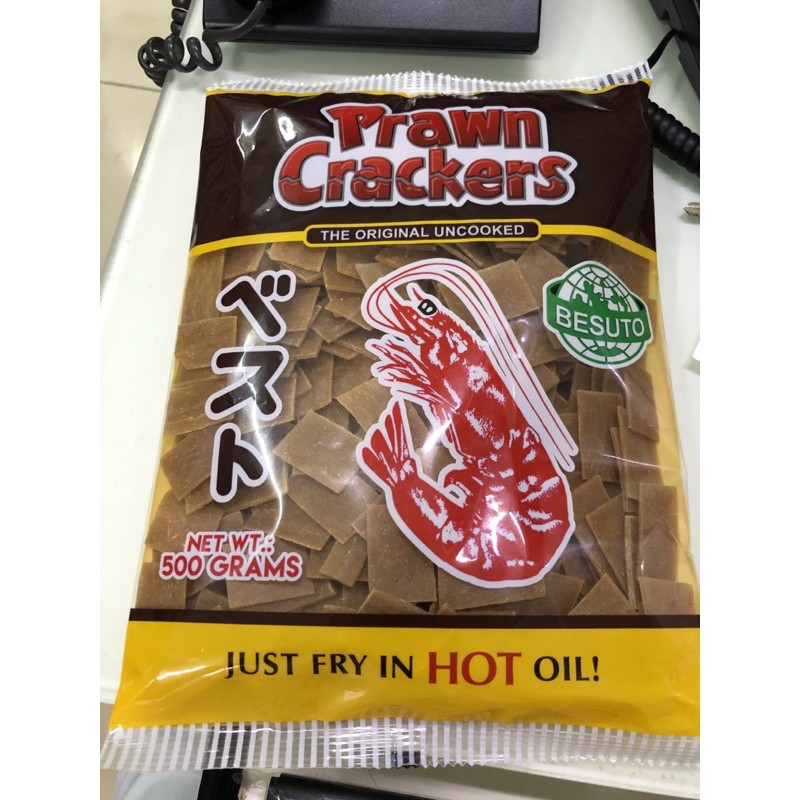 Prawn
Crackers
THE ORIGINAL UNCOOKED
ベスト
BESUTO
NET WT.:
500 GRAMS
JUST FRY IN HOT OIL!